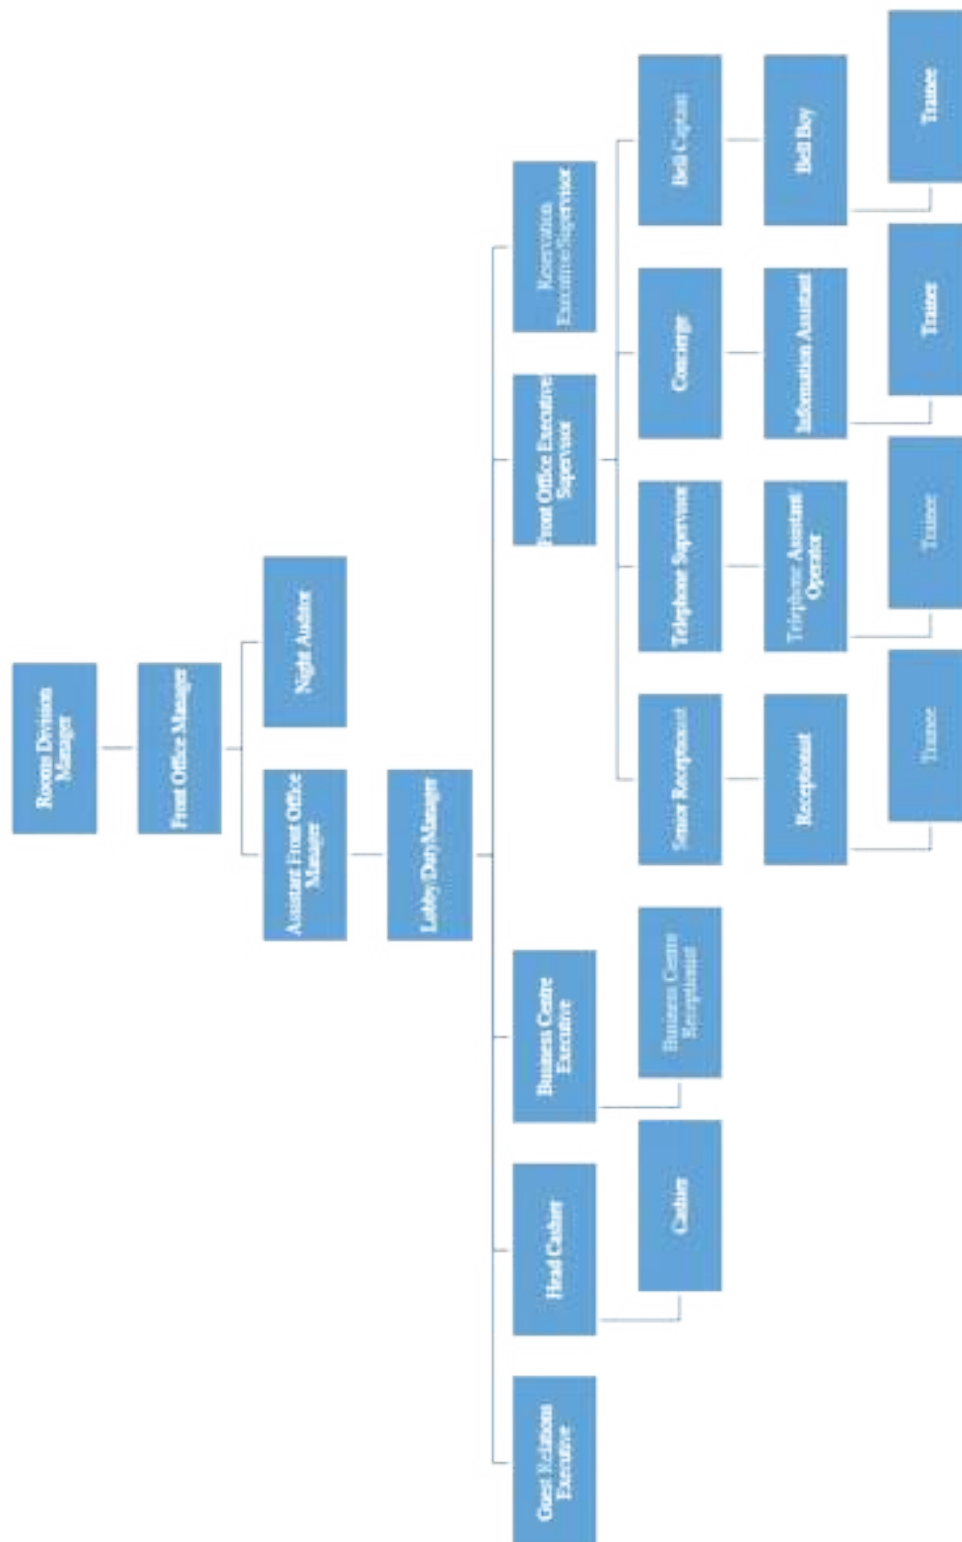 Rooms Division
Manager
Front Office Manager
Assistant Front Office
Manager
Night Auditor
Lobby/DutyManager
Guest Relations
Executive
Head Cashier
Business Centre
Executive
Front Office Executive
Supervisor
Reservation
Executive/Supervisor
Cashier
Business Centre
Receptionist
Senior Receptionist
Telephone Supervisor
Concierge
Bell Captain
Receptionist
Telephone Assistant/
Operator
Information Assistant
Bell Boy
Trainee
Trainee
Trainee
Trainee